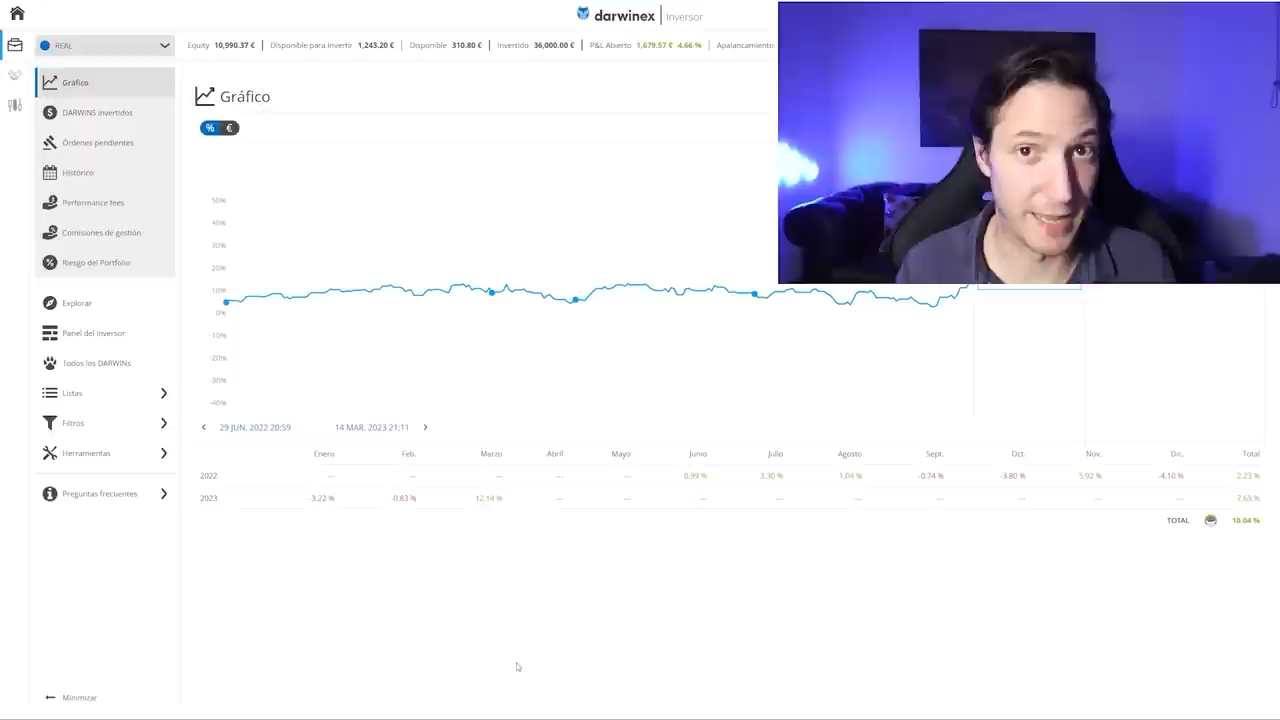 darwinex | Inversor
REAL
Equity 10,990.37 € | Disponible para invertir 1,243.20 € | Disponible 310.80 € | Invertido 36,000.00 € | P&L Abierto 1,679.57 € 4.66 % | Apalancamiento
Gráfico
DARWINS invertidos
Órdenes pendientes
Histórico
Performance fees
Comisiones de gestión
Riesgo del Portfolio
Explorar
Panel del inversor
Todos los DARWINs
Listas
Filtros
Herramientas
Preguntas frecuentes
Minimizar
Gráfico
% €
50%
40%
30%
20%
10%
0%
-10%
-20%
-30%
-40%
29 JUN. 2022 20:59 14 MAR. 2023 21:11
Enero Feb. Marzo Abril Mayo Junio Julio Agosto Sept. Oct. Nov. Dic. Total
2022 --- --- --- --- --- 0.99 % 3.30 % 1.04 % -0.74 % -3.80 % 5.92 % -4.10 % 2.23 %
2023 -3.22 % -0.83 % 12.14 % --- --- --- --- --- --- --- --- --- 7.63 %
TOTAL 10.04 %